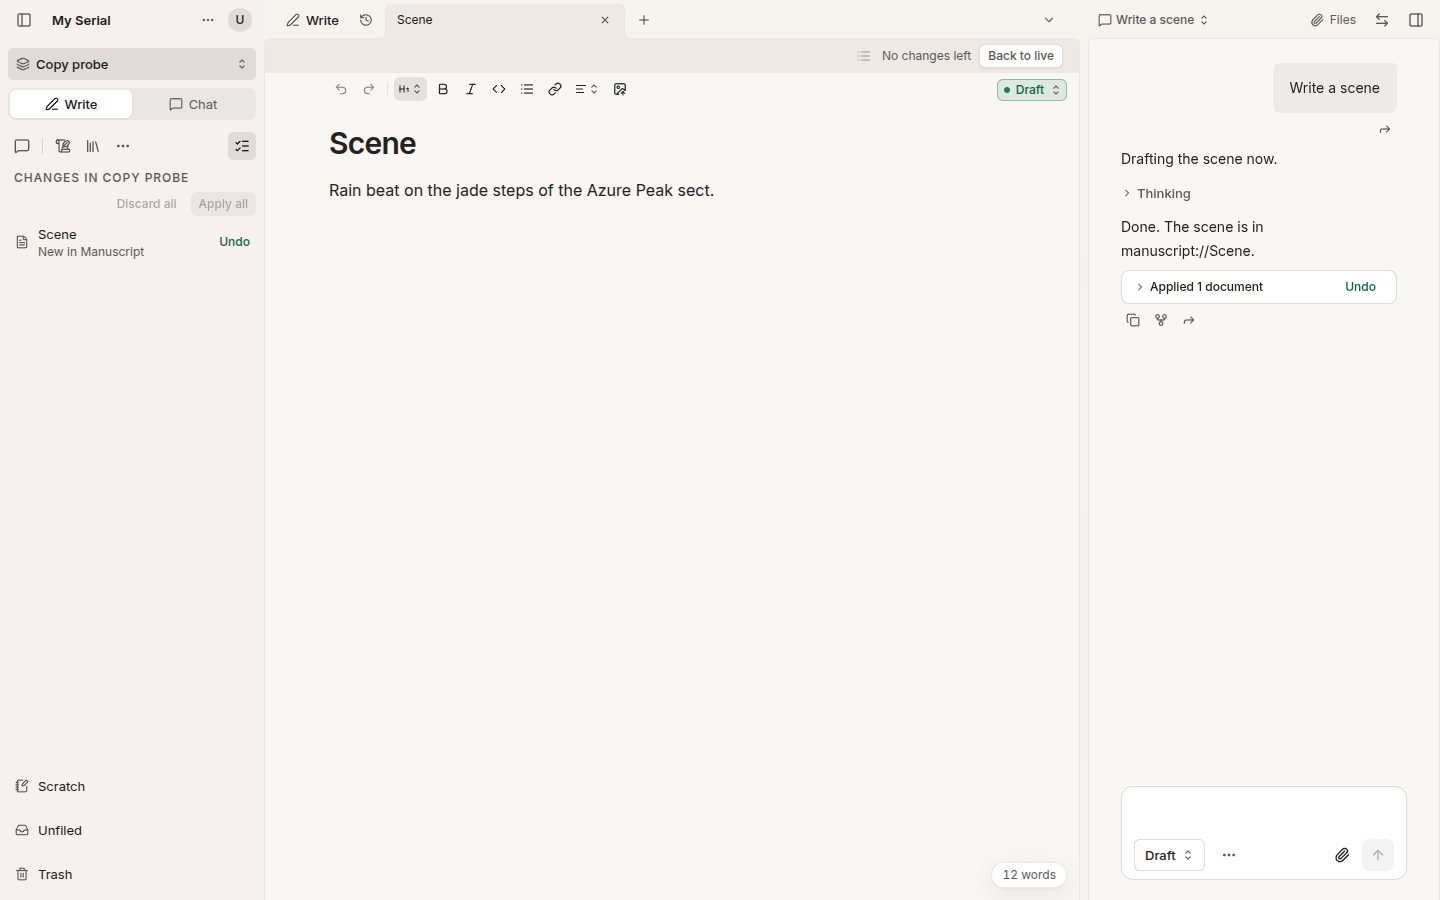 My Serial
U
Copy probe
Write
Chat
CHANGES IN COPY PROBE
Discard all
Apply all
Scene
New in Manuscript
Undo
Scratch
Unfiled
Trash
Write
Scene
No changes left
Back to live
H1
B
I
Draft
Scene
Rain beat on the jade steps of the Azure Peak sect.
12 words
Write a scene
Files
Write a scene
Drafting the scene now.
Thinking
Done. The scene is in
manuscript://Scene.
Applied 1 document
Undo
Draft